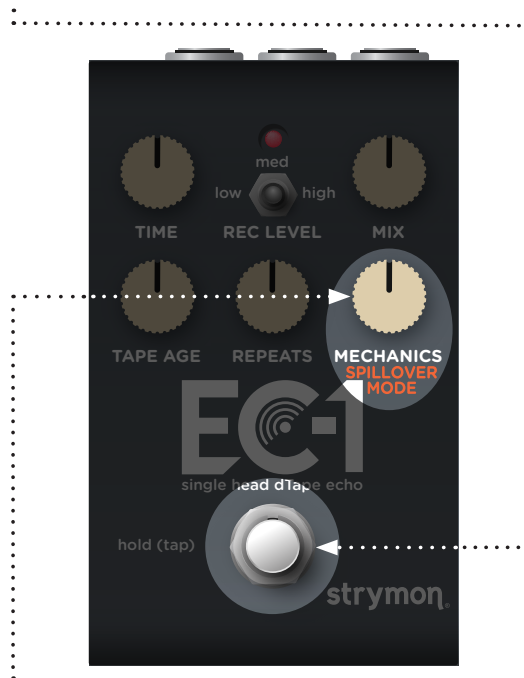 med
low high
TIME REC LEVEL MIX
TAPE AGE REPEATS MECHANICS
SPILLOVER
MODE
EC-1
single head dTape echo
hold (tap)
strymon®